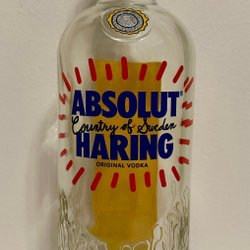 ABSOLUT®
Country of Sweden
HARING
ORIGINAL VODKA